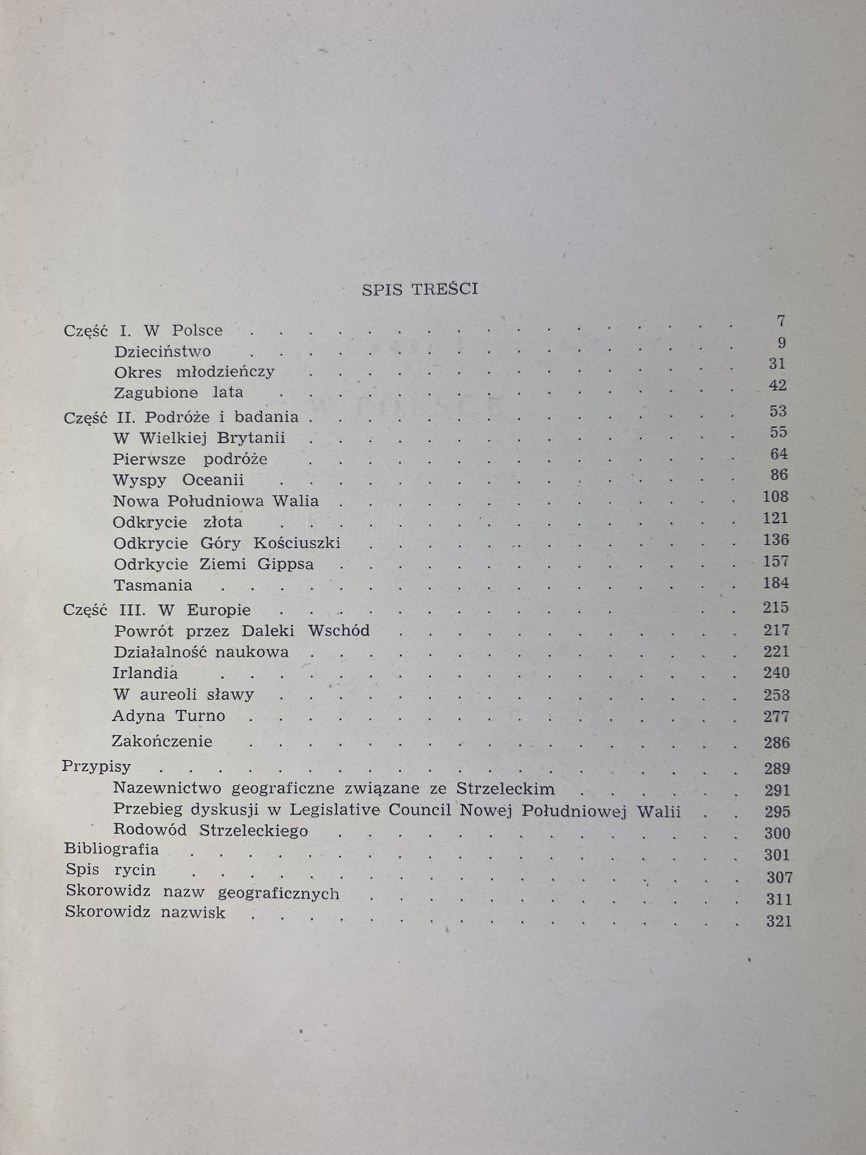 SPIS TREŚCI
Część I. W Polsce . . . . . . . . . . . . . . . . . 7
Dzieciństwo . . . . . . . . . . . . . . . . . 9
Okres młodzieńczy . . . . . . . . . . . . . . . 31
Zagubione lata . . . . . . . . . . . . . . . . 42
Część II. Podróże i badania . . . . . . . . . . . . . . . 53
W Wielkiej Brytanii . . . . . . . . . . . . . . . 55
Pierwsze podróże . . . . . . . . . . . . . . . 64
Wyspy Oceanii . . . . . . . . . . . . . . . . 86
Nowa Południowa Walia . . . . . . . . . . . . . . 108
Odkrycie złota . . . . . . . . . . . . . . . . 121
Odkrycie Góry Kościuszki . . . . . . . . . . . . . 136
Odrkycie Ziemi Gippsa . . . . . . . . . . . . . . 157
Tasmania . . . . . . . . . . . . . . . . . . 184
Część III. W Europie . . . . . . . . . . . . . . . . 215
Powrót przez Daleki Wschód . . . . . . . . . . . . 217
Działalność naukowa . . . . . . . . . . . . . . . 221
Irlandia . . . . . . . . . . . . . . . . . . 240
W aureoli sławy . . . . . . . . . . . . . . . . 253
Adyna Turno . . . . . . . . . . . . . . . . . 277
Zakończenie . . . . . . . . . . . . . . . . . 286
Przypisy . . . . . . . . . . . . . . . . . . . . 289
Nazewnictwo geograficzne związane ze Strzeleckim . . . . . . 291
Przebieg dyskusji w Legislative Council Nowej Południowej Walii . . 295
Rodowód Strzeleckiego . . . . . . . . . . . . . . 300
Bibliografia . . . . . . . . . . . . . . . . . . . 301
Spis rycin . . . . . . . . . . . . . . . . . . . 307
Skorowidz nazw geograficznych . . . . . . . . . . . . . 311
Skorowidz nazwisk . . . . . . . . . . . . . . . . . 321